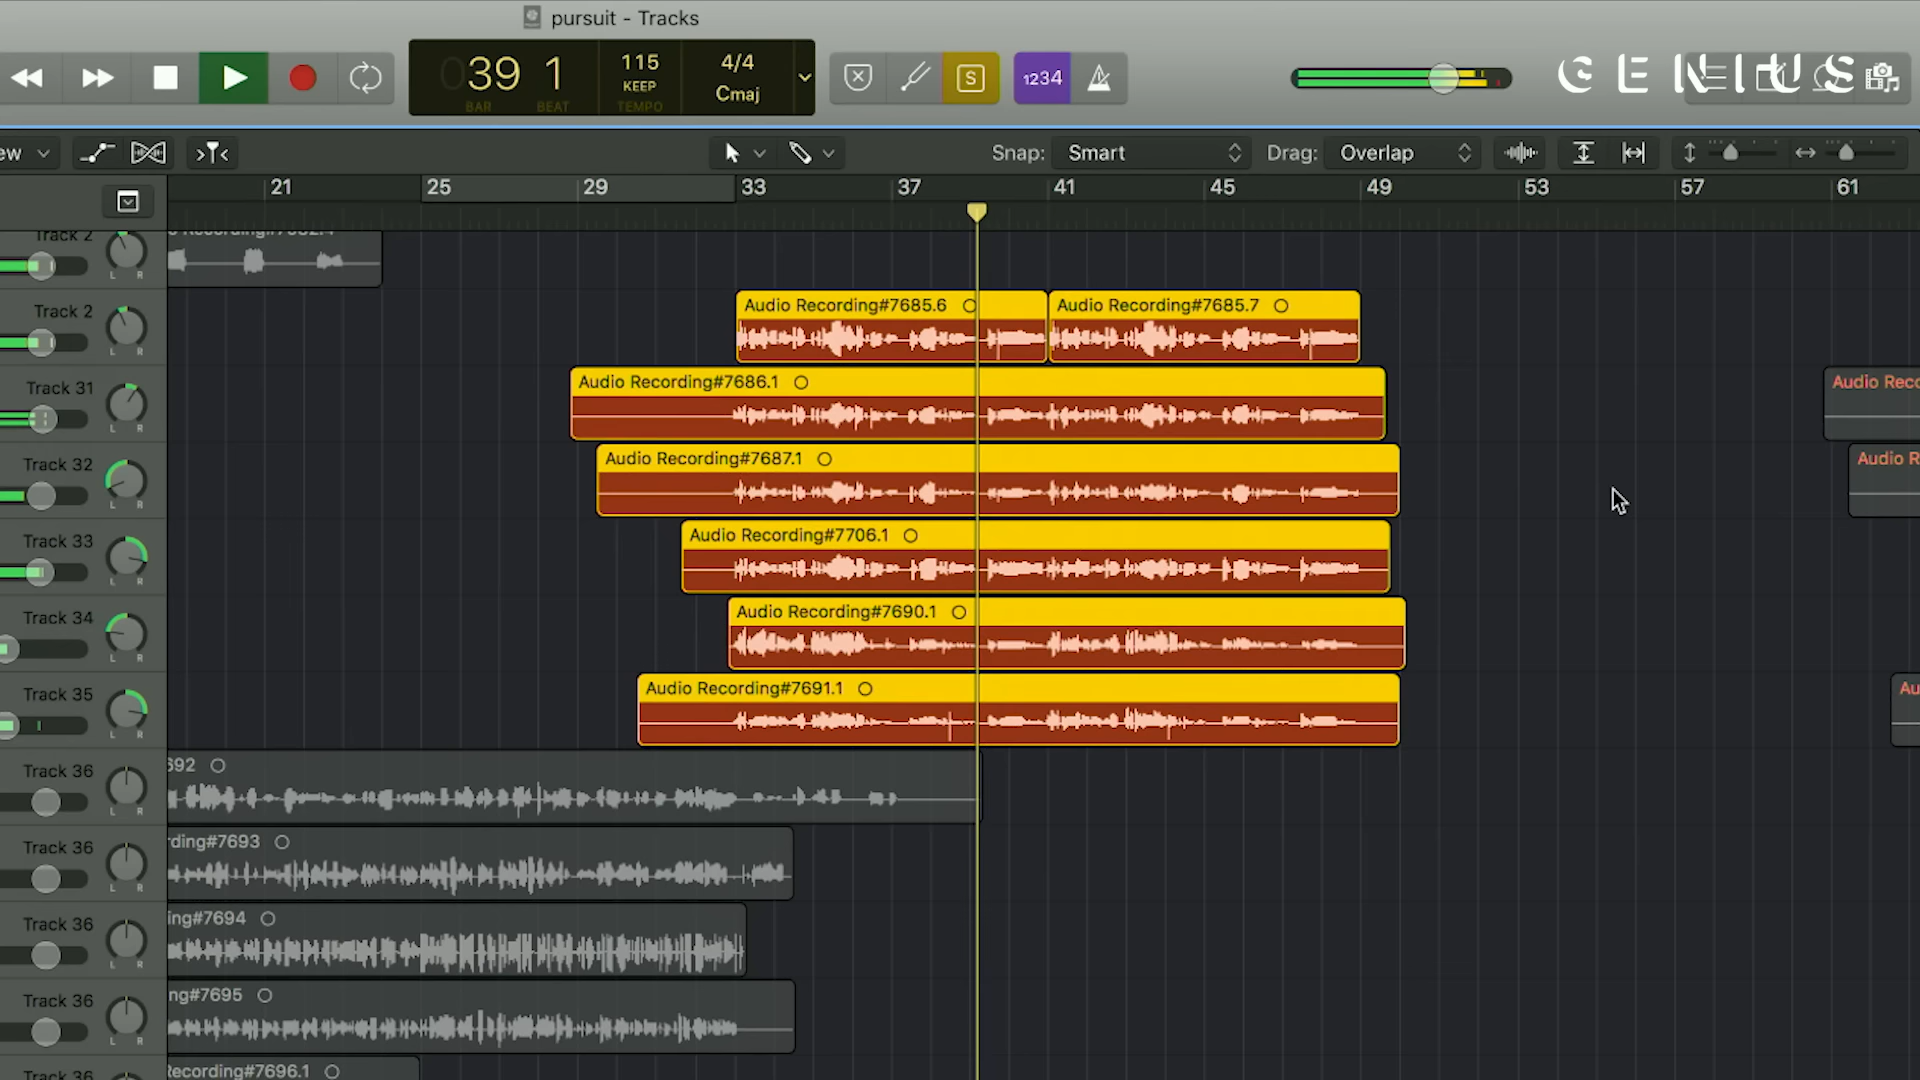 pursuit - Tracks
39 1
BAR BEAT
115
KEEP
TEMPO
4/4
Cmaj
S
1234
GENIUS
ew
Snap: Smart
Drag: Overlap
21 25 29 33 37 41 45 49 53 57 61
Track 2
L R
Track 2
L R
Audio Recording#7685.6
Audio Recording#7685.7
Track 31
L R
Audio Recording#7686.1
Audio Reco
Track 32
L R
Audio Recording#7687.1
Audio R
Track 33
L R
Audio Recording#7706.1
Track 34
L R
Audio Recording#7690.1
Track 35
L R
Audio Recording#7691.1
Au
Track 36
L R
692
Track 36
L R
rding#7693
Track 36
L R
ing#7694
Track 36
L R
ng#7695
Track 36
Recording#7696.1